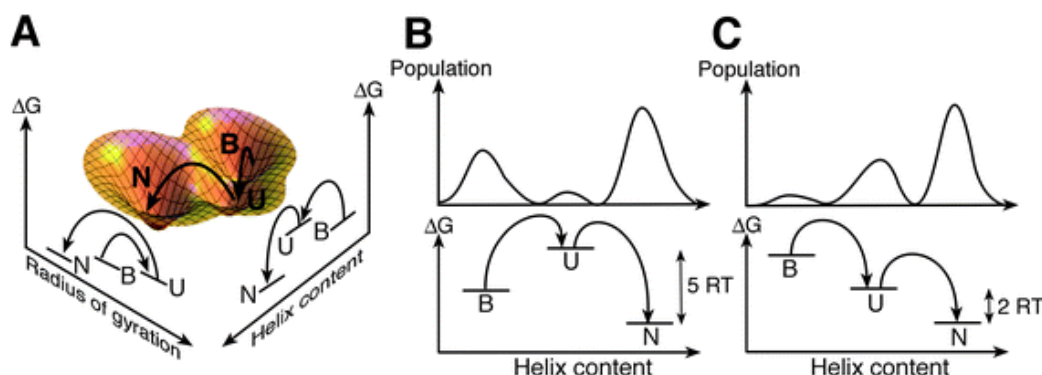 A
ΔG
ΔG
B
N
U
N
B
U
U
B
N
Radius of gyration
Helix content
B
Population
ΔG
B
U
N
5 RT
Helix content
C
Population
ΔG
B
U
N
2 RT
Helix content